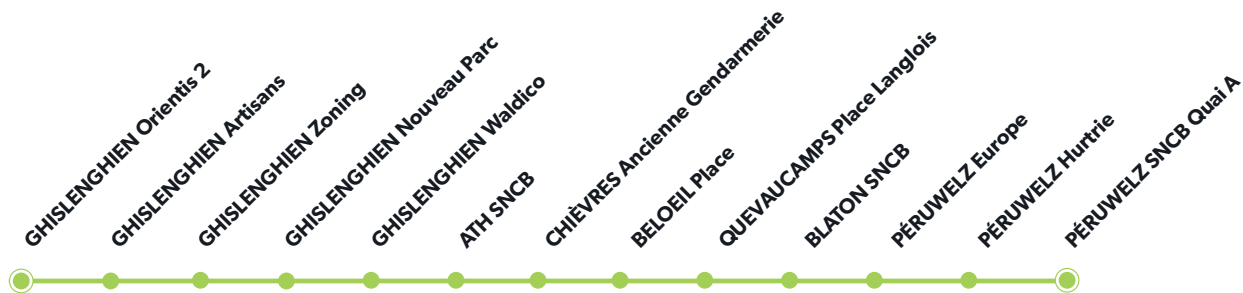 GHISLENGHIEN Orientis 2
GHISLENGHIEN Artisans
GHISLENGHIEN Zoning
GHISLENGHIEN Nouveau Parc
GHISLENGHIEN Waldico
ATH SNCB
CHIÈVRES Ancienne Gendarmerie
BELOEIL Place
QUEVAUCAMPS Place Langlois
BLATON SNCB
PÉRUWELZ Europe
PÉRUWELZ Hurtrie
PÉRUWELZ SNCB Quai A